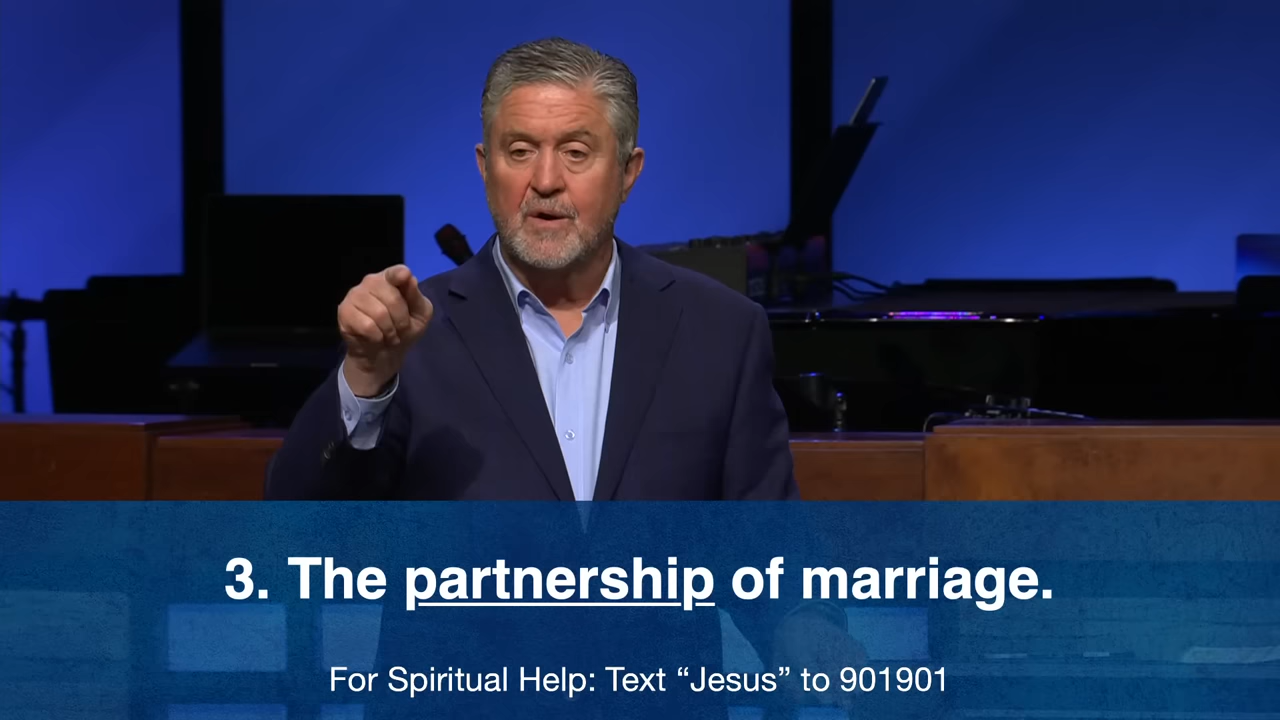 3. The partnership of marriage.
For Spiritual Help: Text “Jesus” to 901901